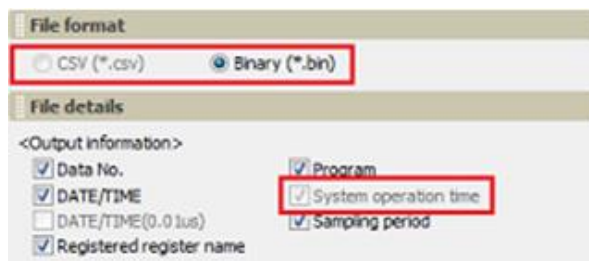 File format
CSV (*.csv) Binary (*.bin)
File details
<Output information>
Data No. Program
DATE/TIME System operation time
DATE/TIME(0.01us) Sampling period
Registered register name